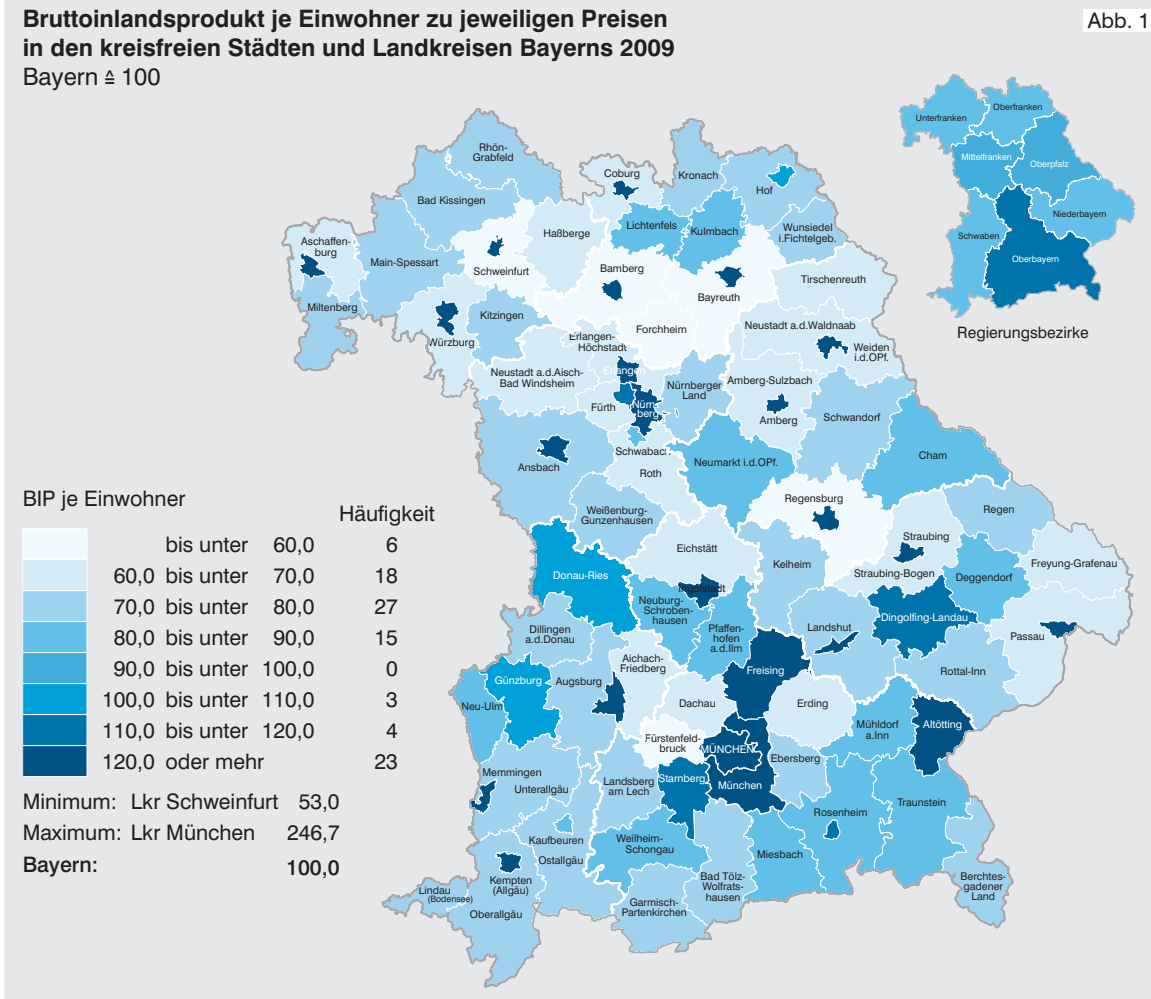 Bruttoinlandsprodukt je Einwohner zu jeweiligen Preisen
in den kreisfreien Städten und Landkreisen Bayerns 2009
Bayern ≙ 100
Abb. 1
Unterfranken
Oberfranken
Mittelfranken
Oberpfalz
Niederbayern
Schwaben
Oberbayern
Regierungsbezirke
Rhön-
Grabfeld
Bad Kissingen
Coburg
Kronach
Hof
Lichtenfels
Kulmbach
Wunsiedel
i.Fichtelgeb.
Haßberge
Aschaffen-
burg
Main-Spessart
Schweinfurt
Bamberg
Bayreuth
Tirschenreuth
Miltenberg
Würzburg
Kitzingen
Forchheim
Neustadt a.d.Waldnaab
Weiden
i.d.OPf.
Erlangen-
Höchstadt
Erlangen
Neustadt a.d.Aisch-
Bad Windsheim
Fürth
Nürn-
berg
Nürnberger
Land
Amberg-Sulzbach
Amberg
Schwandorf
Ansbach
Schwabach
Roth
Neumarkt i.d.OPf.
Cham
Weißenburg-
Gunzenhausen
Regensburg
Regen
Eichstätt
Kelheim
Straubing
Straubing-Bogen
Deggendorf
Freyung-Grafenau
Donau-Ries
Ingolstadt
Neuburg-
Schroben-
hausen
Pfaffen-
hofen
a.d.Ilm
Landshut
Dingolfing-Landau
Passau
Dillingen
a.d.Donau
Aichach-
Friedberg
Freising
Rottal-Inn
Günzburg
Augsburg
Neu-Ulm
Dachau
Erding
Mühldorf
a.Inn
Altötting
Fürstenfeld-
bruck
MÜNCHEN
München
Ebersberg
Starnberg
Memmingen
Unterallgäu
Landsberg
am Lech
Rosenheim
Traunstein
Kaufbeuren
Ostallgäu
Weilheim-
Schongau
Miesbach
Bad Tölz-
Wolfrats-
hausen
Berchtes-
gadener
Land
Kempten
(Allgäu)
Lindau
(Bodensee)
Oberallgäu
Garmisch-
Partenkirchen
BIP je Einwohner
Häufigkeit
bis unter 60,0 6
60,0 bis unter 70,0 18
70,0 bis unter 80,0 27
80,0 bis unter 90,0 15
90,0 bis unter 100,0 0
100,0 bis unter 110,0 3
110,0 bis unter 120,0 4
120,0 oder mehr 23
Minimum: Lkr Schweinfurt 53,0
Maximum: Lkr München 246,7
Bayern: 100,0